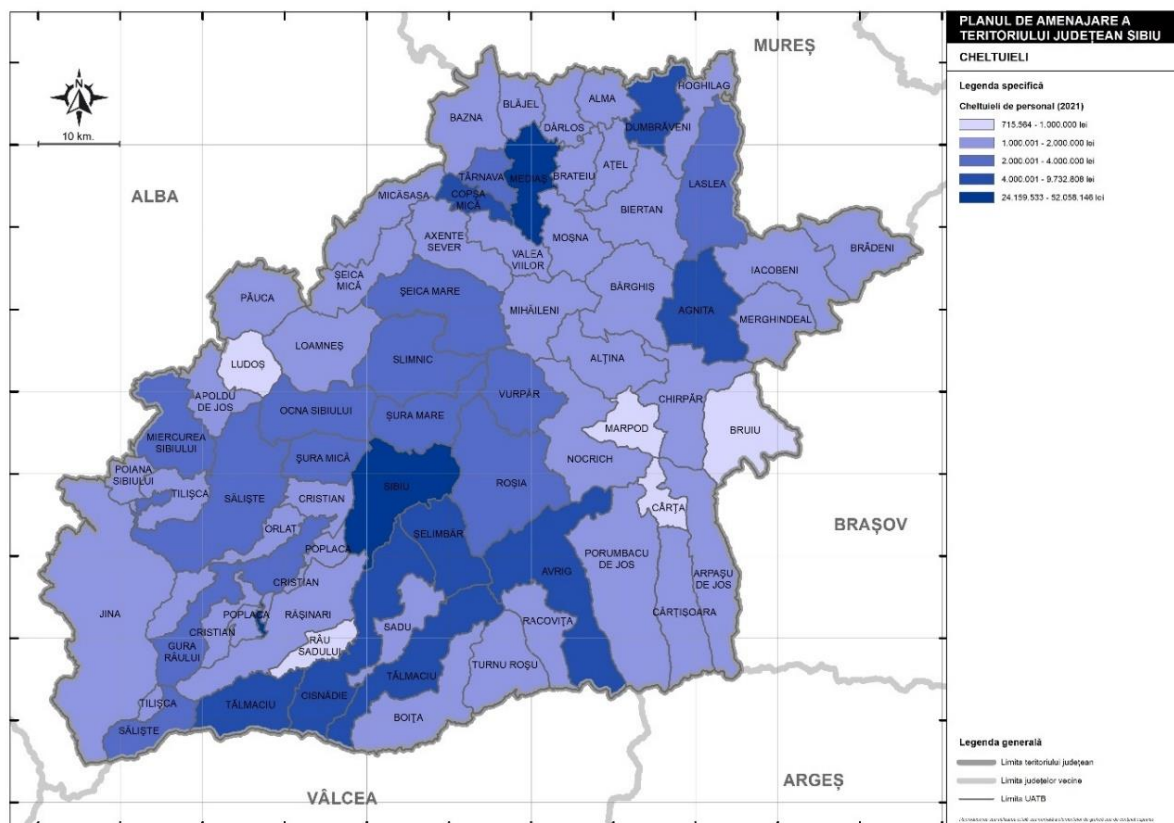 PLANUL DE AMENAJARE A
TERITORIULUI JUDEȚEAN SIBIU
CHELTUIELI
Legenda specifică
Cheltuieli de personal (2021)
715.564 - 1.000.000 lei
1.000.001 - 2.000.000 lei
2.000.001 - 4.000.000 lei
4.000.001 - 9.732.808 lei
24.159.533 - 52.058.146 lei
MUREȘ
10 km.
ALBA
BRAȘOV
ARGEȘ
VÂLCEA
HOGHILAG
BLĂJEL
ALMA
BAZNA
DÂRLOS
DUMBRĂVENI
AȚEL
TÂRNAVA
MEDIAȘ
BRATEIU
LASLEA
COPȘA
MICĂ
MICĂSASA
BIERTAN
AXENTE
SEVER
MOȘNA
VALEA
VIILOR
BRĂDENI
IACOBENI
ȘEICA
MICĂ
ȘEICA MARE
BÂRGHIȘ
PĂUCA
MIHĂILENI
AGNITA
MERGHINDEAL
LOAMNEȘ
LUDOȘ
SLIMNIC
ALȚINA
APOLDU
DE JOS
VURPĂR
CHIRPĂR
OCNA SIBIULUI
ȘURA MARE
MARPOD
BRUIU
MIERCUREA
SIBIULUI
ȘURA MICĂ
NOCRICH
POIANA
SIBIULUI
TILIȘCA
SĂLIȘTE
CRISTIAN
SIBIU
ROȘIA
CÂRȚA
ORLAT
ȘELIMBĂR
POPLACA
PORUMBACU
DE JOS
AVRIG
ARPAȘU
DE JOS
CRISTIAN
CÂRȚIȘOARA
JINA
POPLACA
RĂȘINARI
RACOVIȚA
CRISTIAN
SADU
GURA
RÂULUI
RÂU
SADULUI
TURNU ROȘU
TĂLMACIU
CISNĂDIE
TĂLMACIU
TILIȘCA
BOIȚA
SĂLIȘTE
Legenda generală
Limita teritoriului județean
Limita județelor vecine
Limita UATB